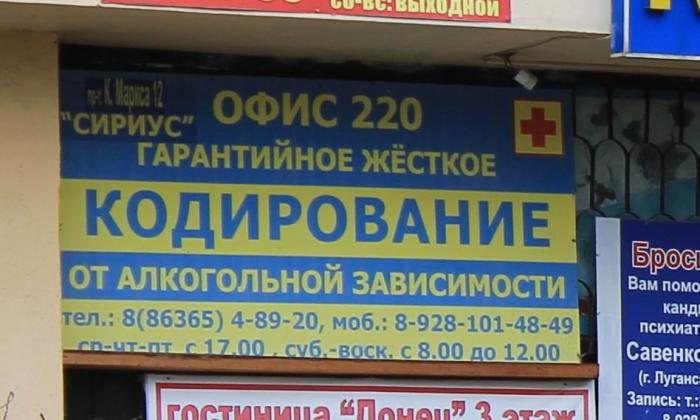 СБ-ВС: ВЫХОДНОЙ
пр-т. К. Маркса 12
"СИРИУС"
ОФИС 220
ГАРАНТИЙНОЕ ЖЁСТКОЕ
КОДИРОВАНИЕ
ОТ АЛКОГОЛЬНОЙ ЗАВИСИМОСТИ
тел.: 8(86365) 4-89-20, моб.: 8-928-101-48-49
ср-чт-пт с 17.00 , суб.-воск. с 8.00 до 12.00
гостиница "Донец" 3 этаж
Брос
Вам помо
канд
психиат
Савенко
(г. Луганс
Запись: т.: